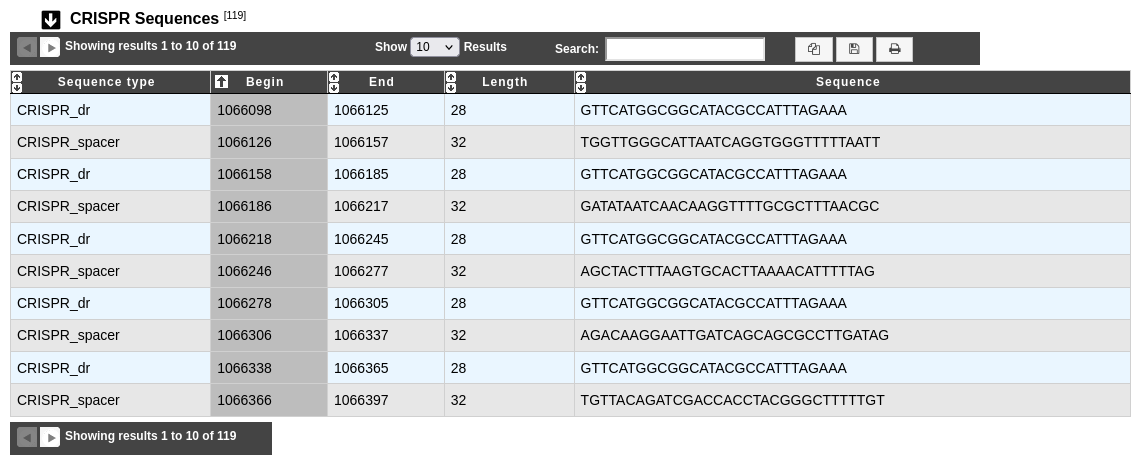 CRISPR Sequences [119]
Showing results 1 to 10 of 119 Show 10 Results Search:
Sequence type Begin End Length Sequence
CRISPR_dr 1066098 1066125 28 GTTCATGGCGGCATACGCCATTTAGAAA
CRISPR_spacer 1066126 1066157 32 TGGTTGGGCATTAATCAGGTGGGTTTTTAATT
CRISPR_dr 1066158 1066185 28 GTTCATGGCGGCATACGCCATTTAGAAA
CRISPR_spacer 1066186 1066217 32 GATATAATCAACAAGGTTTTGCGCTTTAACGC
CRISPR_dr 1066218 1066245 28 GTTCATGGCGGCATACGCCATTTAGAAA
CRISPR_spacer 1066246 1066277 32 AGCTACTTTAAGTGCACTTAAAACATTTTTAG
CRISPR_dr 1066278 1066305 28 GTTCATGGCGGCATACGCCATTTAGAAA
CRISPR_spacer 1066306 1066337 32 AGACAAGGAATTGATCAGCAGCGCCTTGATAG
CRISPR_dr 1066338 1066365 28 GTTCATGGCGGCATACGCCATTTAGAAA
CRISPR_spacer 1066366 1066397 32 TGTTACAGATCGACCACCTACGGGCTTTTTGT
Showing results 1 to 10 of 119